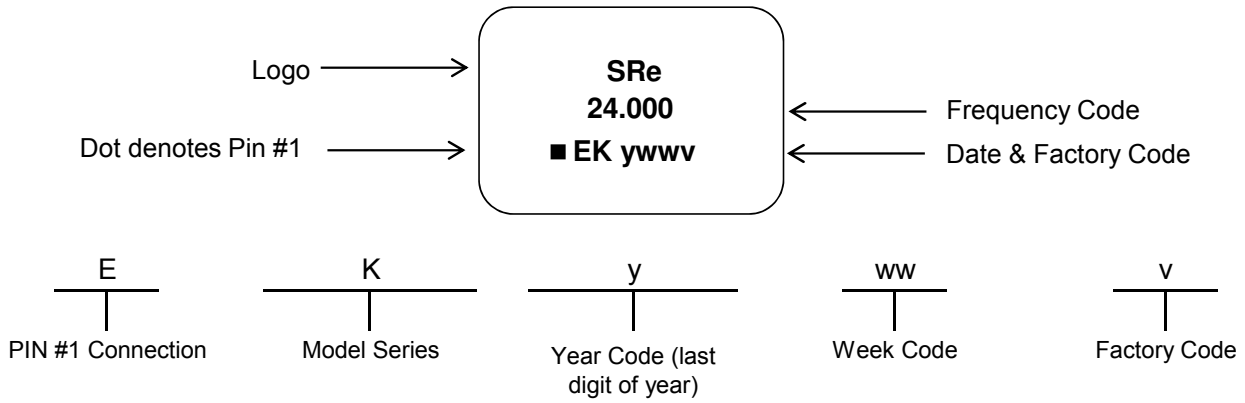 Logo
SRe
24.000
Frequency Code
Dot denotes Pin #1
■ EK ywwv
Date & Factory Code
E K y ww v
PIN #1 Connection Model Series Year Code (last Week Code Factory Code
digit of year)